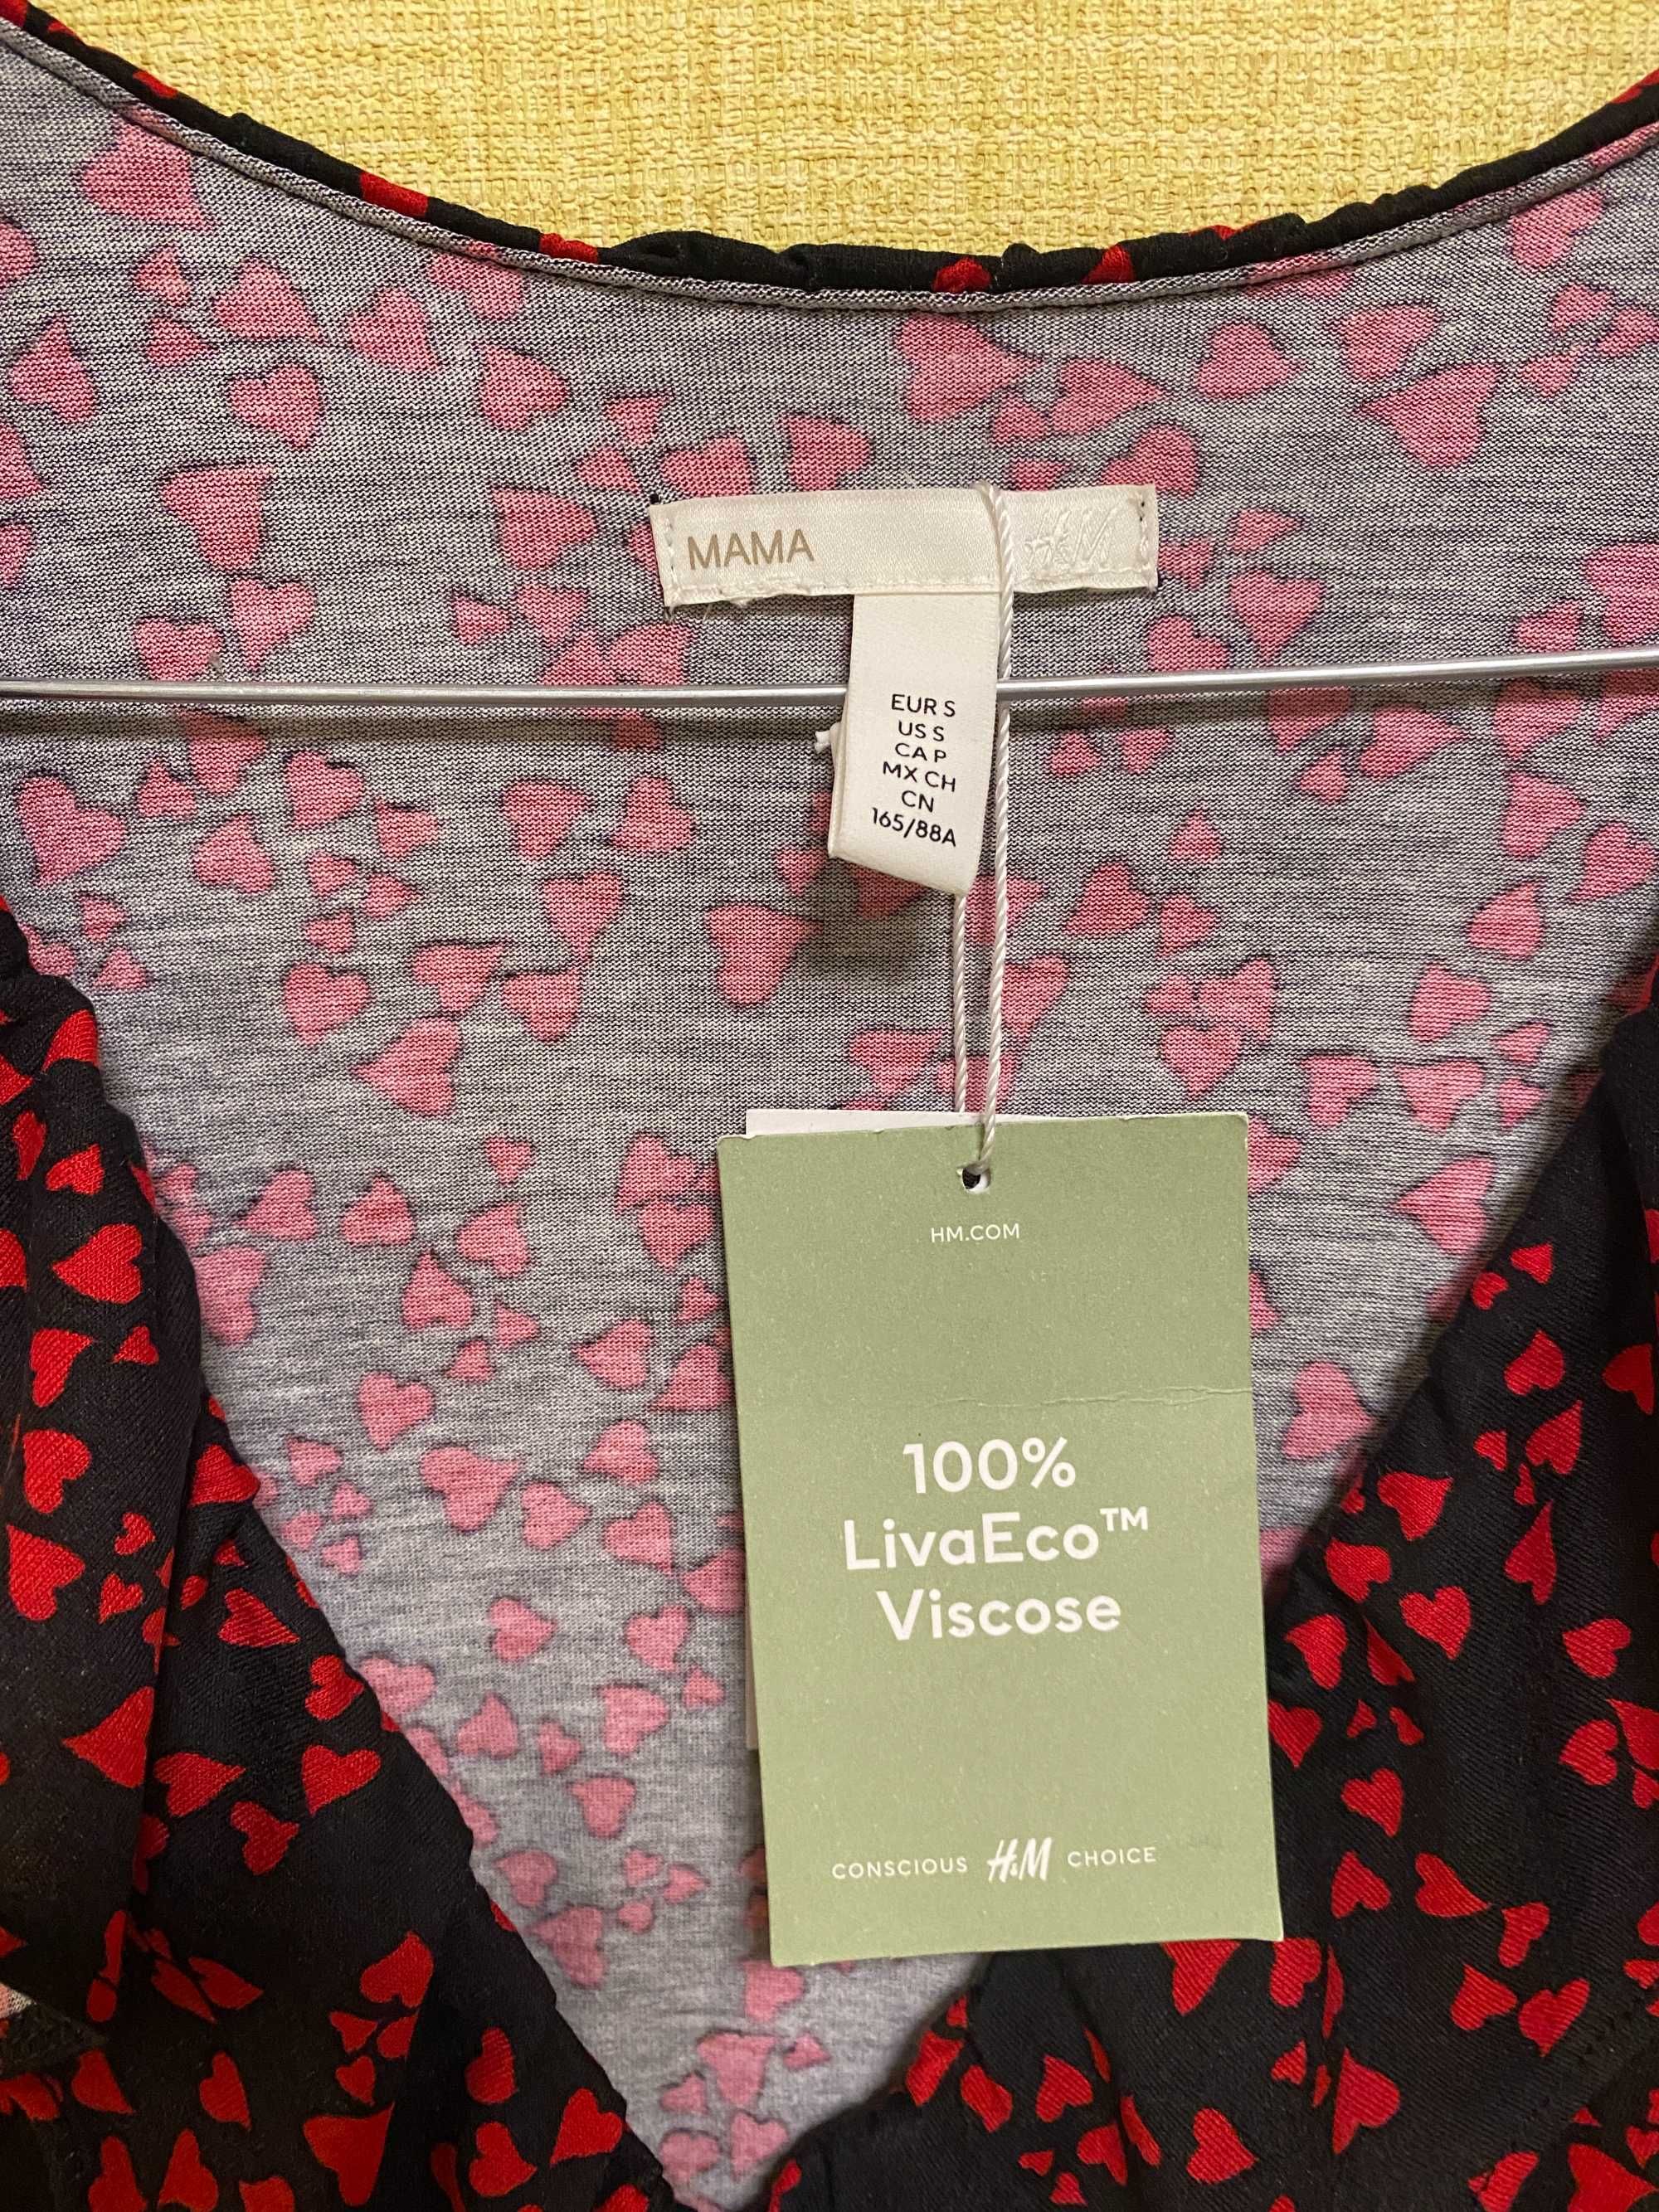 MAMA H&M
EUR S
US S
CA P
MX CH
CN
165/88A
HM.COM
100%
LivaEco™
Viscose
CONSCIOUS H&M CHOICE